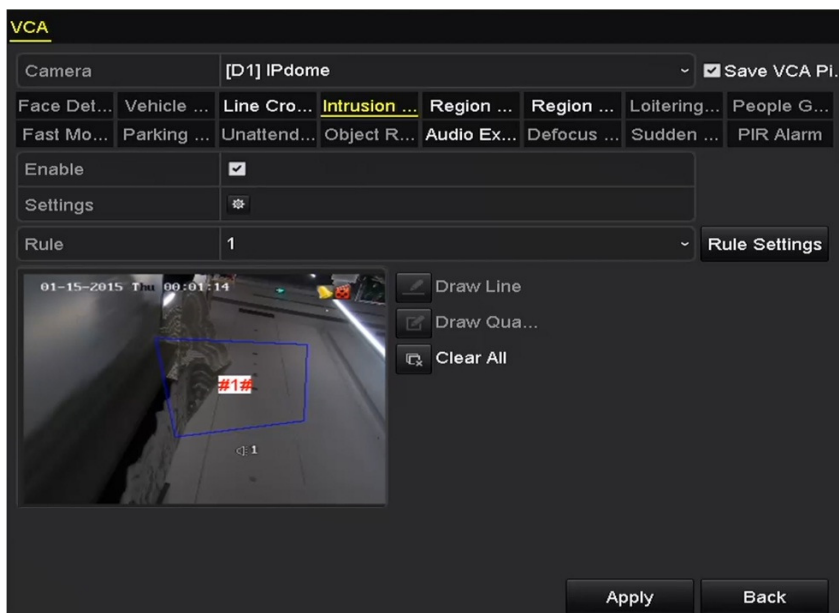 VCA
Camera [D1] IPdome Save VCA Pi.
Face Det... Vehicle ... Line Cro... Intrusion ... Region ... Region ... Loitering... People G...
Fast Mo... Parking ... Unattend... Object R... Audio Ex... Defocus ... Sudden ... PIR Alarm
Enable
Settings
Rule 1 Rule Settings
01-15-2015 Thu 00:01:14
Draw Line
Draw Qua...
Clear All
#1#
1
Apply Back